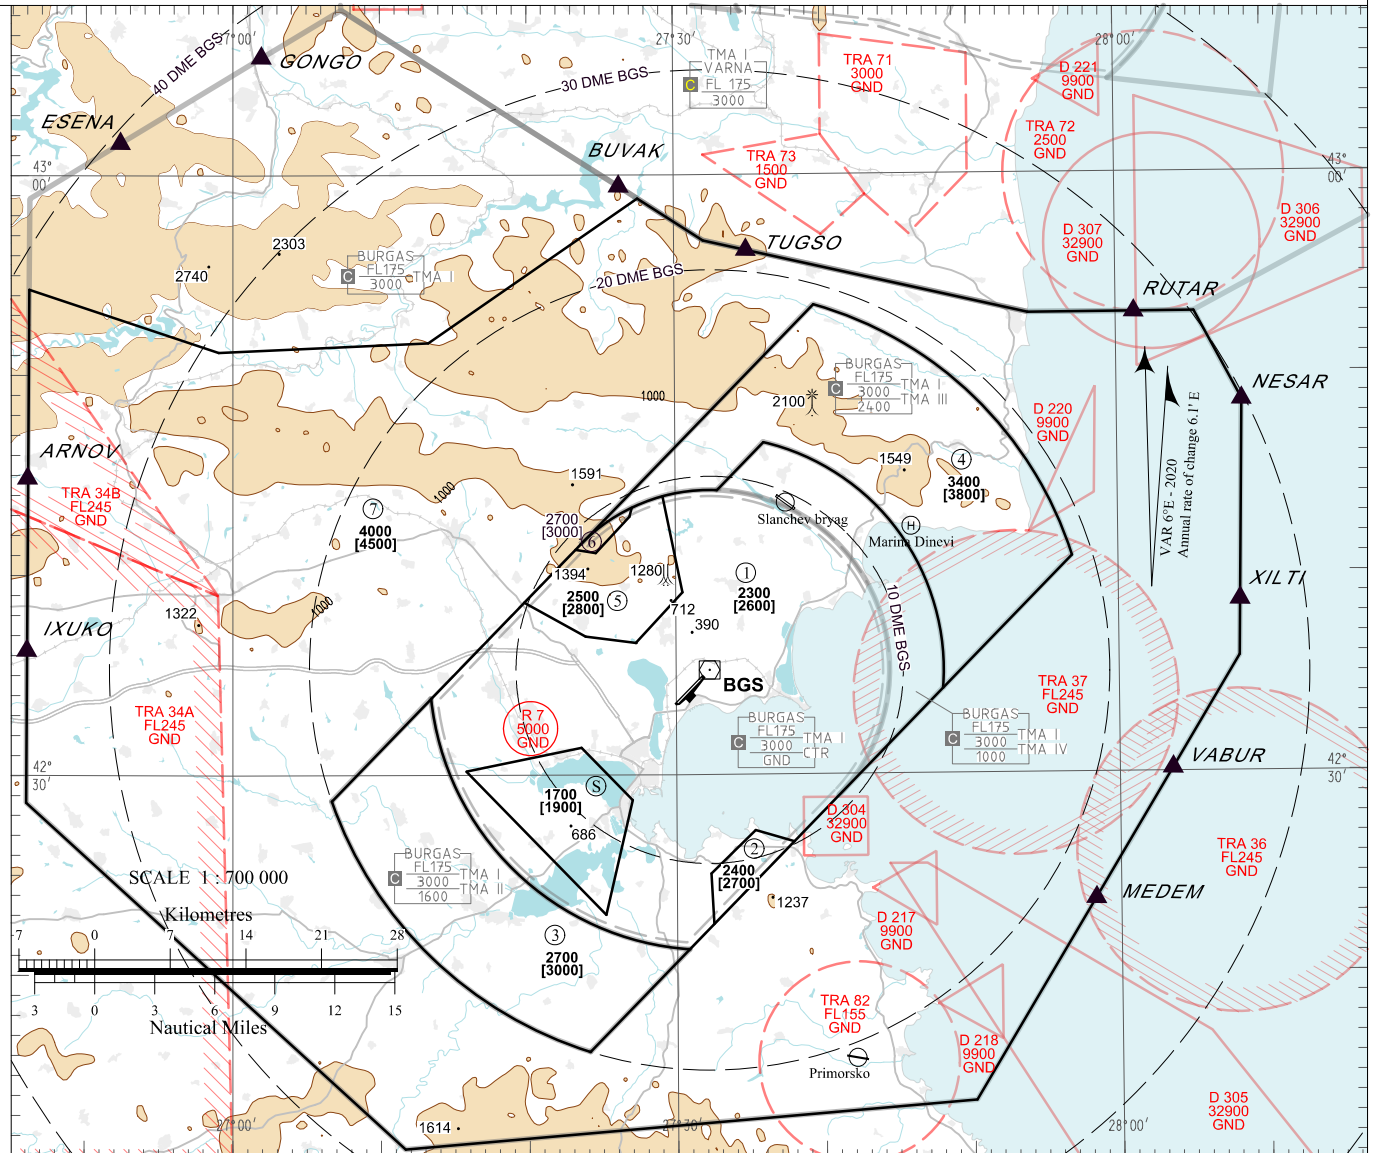 27°00'
GONGO
40 DME BGS
ESENA
43°
00'
27°30'
TMA I
VARNA
C FL 175
3000
30 DME BGS
BUVAK
TRA 71
3000
GND
28°00'
D 221
9900
GND
TRA 72
2500
GND
TRA 73
1500
GND
43°
00'
D 306
32900
GND
D 307
32900
GND
TUGSO
RUTAR
2303
2740
BURGAS
FL175
C 3000 TMA I
20 DME BGS
NESAR
BURGAS
FL175
C 3000 TMA I
2400 TMA III
2100
1000
D 220
9900
GND
ARNOV
TRA 34B
FL245
GND
1000
1591
1549
4
3400
[3800]
VAR 6°E - 2020
Annual rate of change 6.1' E
7
4000
[4500]
2700
[3000]
6
Slanchev bryag
H
Marina Dinevi
1394
1280
1
2300
[2600]
2500
[2800]
5
712
390
XILTI
1322
1000
IXUKO
10 DME BGS
BGS
TRA 37
FL245
GND
TRA 34A
FL245
GND
R 7
5000
GND
BURGAS
FL175
C 3000 TMA I
GND CTR
BURGAS
FL175
C 3000 TMA I
1000 TMA IV
VABUR
42°
30'
42°
30'
S
1700
[1900]
686
D 304
32900
GND
TRA 36
FL245
GND
2
2400
[2700]
BURGAS
FL175
C 3000 TMA I
1600 TMA II
SCALE 1 : 700 000
Kilometres
7 0 7 14 21 28
3 0 3 6 9 12 15
Nautical Miles
1237
MEDEM
D 217
9900
GND
3
2700
[3000]
TRA 82
FL155
GND
D 218
9900
GND
Primorsko
D 305
32900
GND
1614
27°00'
27°30'
28°00'